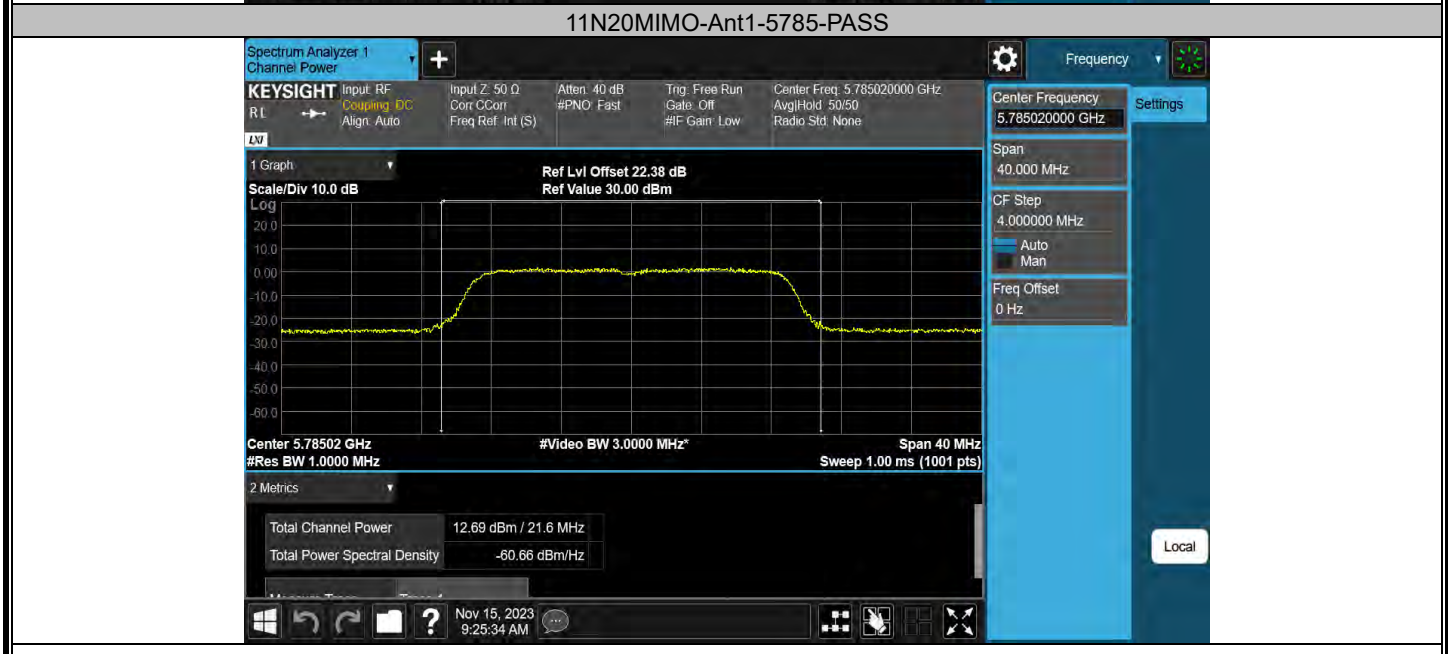 11N20MIMO-Ant1-5785-PASS
Spectrum Analyzer 1
Channel Power
+
Frequency
KEYSIGHT
RL
LXI
Input: RF
Coupling: DC
Align: Auto
Input Z: 50 Ω
Corr CCorr
Freq Ref: Int (S)
Atten: 40 dB
#PNO: Fast
Trig: Free Run
Gate: Off
#IF Gain: Low
Center Freq: 5.785020000 GHz
Avg|Hold: 50/50
Radio Std: None
Center Frequency
5.785020000 GHz
Settings
Span
40.000 MHz
CF Step
4.000000 MHz
Auto
Man
Freq Offset
0 Hz
1 Graph
Scale/Div 10.0 dB
Ref Lvl Offset 22.38 dB
Ref Value 30.00 dBm
Log
20.0
10.0
0.00
-10.0
-20.0
-30.0
-40.0
-50.0
-60.0
Center 5.78502 GHz
#Video BW 3.0000 MHz*
Span 40 MHz
#Res BW 1.0000 MHz
Sweep 1.00 ms (1001 pts)
2 Metrics
Total Channel Power 12.69 dBm / 21.6 MHz
Total Power Spectral Density -60.66 dBm/Hz
Local
?
Nov 15, 2023
9:25:34 AM